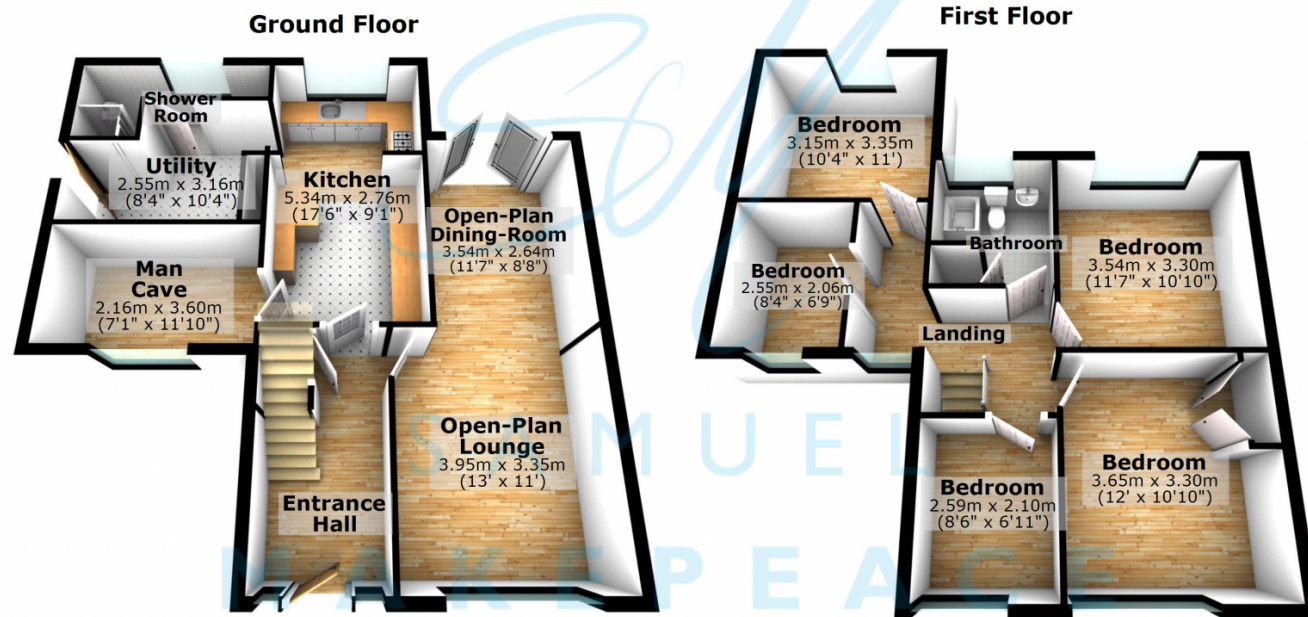 Ground Floor
Shower
Room
Utility
2.55m x 3.16m
(8'4" x 10'4")
Kitchen
5.34m x 2.76m
(17'6" x 9'1")
Open-Plan
Dining-Room
3.54m x 2.64m
(11'7" x 8'8")
Man
Cave
2.16m x 3.60m
(7'1" x 11'10")
Open-Plan
Lounge
3.95m x 3.35m
(13' x 11')
Entrance
Hall
First Floor
Bedroom
3.15m x 3.35m
(10'4" x 11')
Bathroom
Bedroom
3.54m x 3.30m
(11'7" x 10'10")
Bedroom
2.55m x 2.06m
(8'4" x 6'9")
Landing
Bedroom
3.65m x 3.30m
(12' x 10'10")
Bedroom
2.59m x 2.10m
(8'6" x 6'11")
SAMUEL
MAKEPEACE